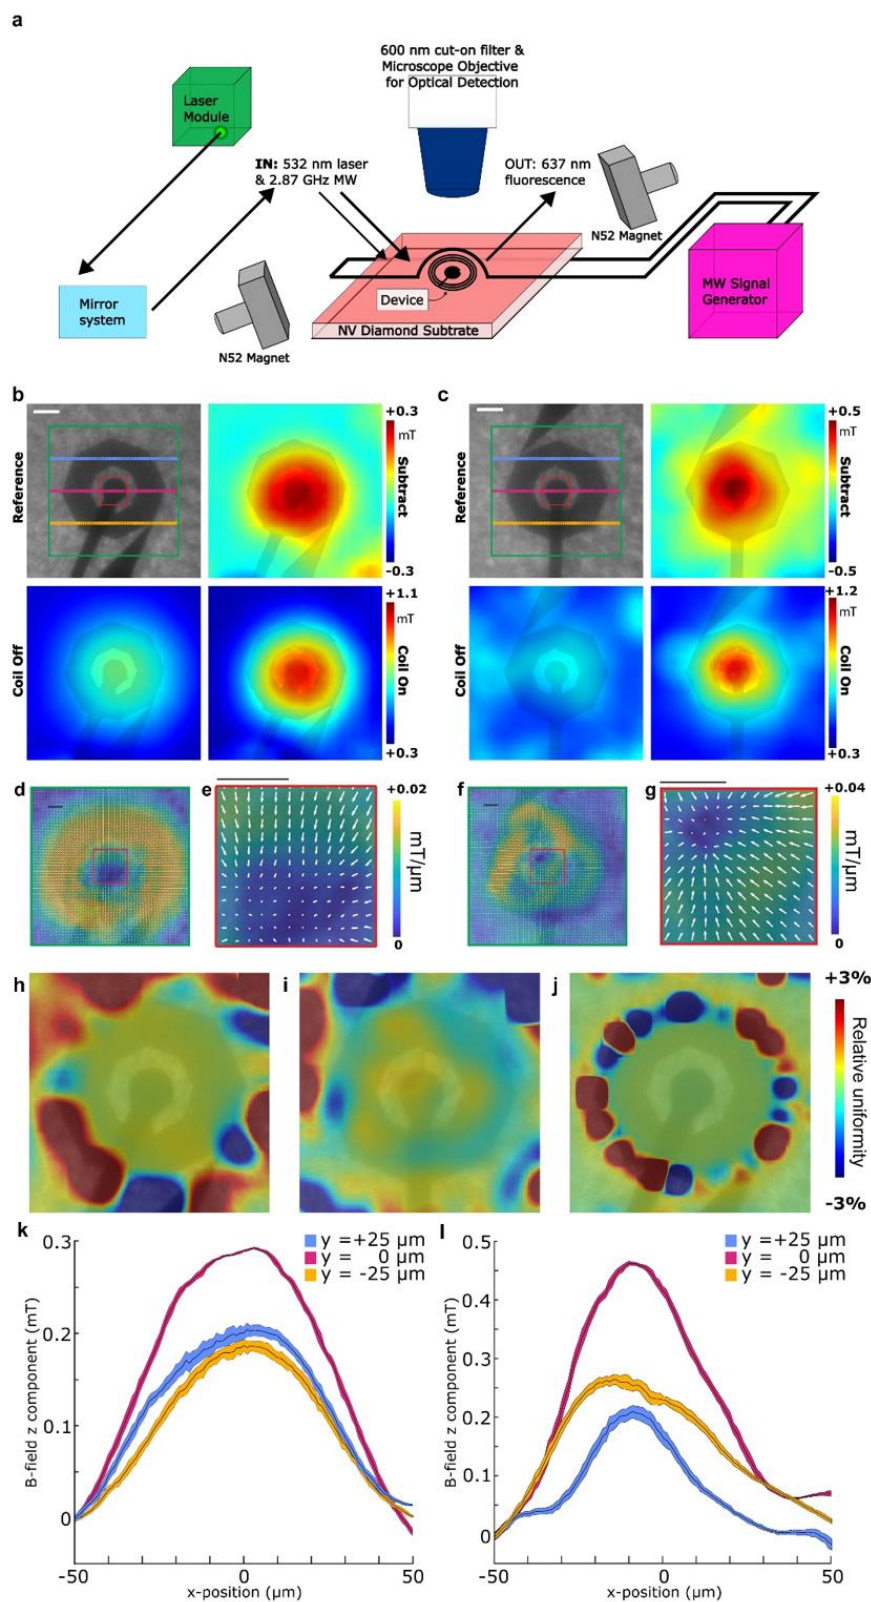 a
600 nm cut-on filter &
Microscope Objective
for Optical Detection
Laser
Module
IN: 532 nm laser
& 2.87 GHz MW
OUT: 637 nm
fluorescence
N52 Magnet
Mirror
system
Device
MW Signal
Generator
N52 Magnet
NV Diamond Substrate
b
Reference
+0.3
mT
Subtract
-0.3
Coil Off
+1.1
mT
Coil On
+0.3
c
Reference
+0.5
mT
Subtract
-0.5
Coil Off
+1.2
mT
Coil On
+0.3
d
e
+0.02
mT/µm
0
f
g
+0.04
mT/µm
0
h
i
j
+3%
Relative uniformity
-3%
k
y = +25 µm
y = 0 µm
y = -25 µm
B-field z component (mT)
0.3
0.2
0.1
0
-50
0
50
x-position (µm)
l
y = +25 µm
y = 0 µm
y = -25 µm
B-field z component (mT)
0.5
0.4
0.3
0.2
0.1
0
-50
0
50
x-position (µm)